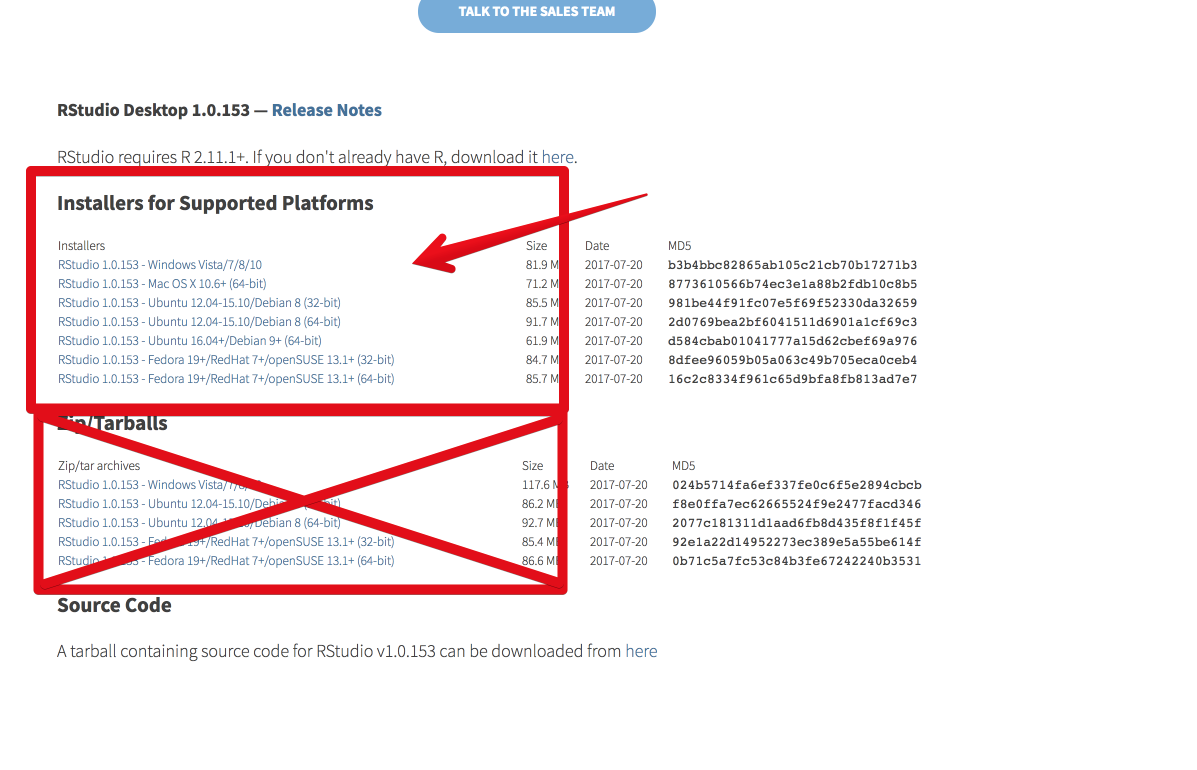 TALK TO THE SALES TEAM
RStudio Desktop 1.0.153 — Release Notes
RStudio requires R 2.11.1+. If you don't already have R, download it here.
Installers for Supported Platforms
Installers Size Date MD5
RStudio 1.0.153 - Windows Vista/7/8/10 81.9 M 2017-07-20 b3b4bbc82865ab105c21cb70b17271b3
RStudio 1.0.153 - Mac OS X 10.6+ (64-bit) 71.2 M 2017-07-20 8773610566b74ec3e1a88b2fdb10c8b5
RStudio 1.0.153 - Ubuntu 12.04-15.10/Debian 8 (32-bit) 85.5 M 2017-07-20 981be44f91fc07e5f69f52330da32659
RStudio 1.0.153 - Ubuntu 12.04-15.10/Debian 8 (64-bit) 91.7 M 2017-07-20 2d0769bea2bf6041511d6901a1cf69c3
RStudio 1.0.153 - Ubuntu 16.04+/Debian 9+ (64-bit) 61.9 M 2017-07-20 d584cbab01041777a15d62cbef69a976
RStudio 1.0.153 - Fedora 19+/RedHat 7+/openSUSE 13.1+ (32-bit) 84.7 M 2017-07-20 8dfee96059b05a063c49b705eca0ceb4
RStudio 1.0.153 - Fedora 19+/RedHat 7+/openSUSE 13.1+ (64-bit) 85.7 M 2017-07-20 16c2c8334f961c65d9bfa8fb813ad7e7
Zip/Tarballs
Zip/tar archives Size Date MD5
RStudio 1.0.153 - Windows Vista/7/8/10 117.6 MB 2017-07-20 024b5714fa6ef337fe0c6f5e2894cbcb
RStudio 1.0.153 - Ubuntu 12.04-15.10/Debian 86.2 MB 2017-07-20 f8e0ffa7ec62665524f9e2477facd346
RStudio 1.0.153 - Ubuntu 12.04-15.10/Debian 8 (64-bit) 92.7 MB 2017-07-20 2077c181311d1aad6fb8d435f8f1f45f
RStudio 1.0.153 - Fedora 19+/RedHat 7+/openSUSE 13.1+ (32-bit) 85.4 MB 2017-07-20 92e1a22d14952273ec389e5a55be614f
RStudio 1.0.153 - Fedora 19+/RedHat 7+/openSUSE 13.1+ (64-bit) 86.6 MB 2017-07-20 0b71c5a7fc53c84b3fe67242240b3531
Source Code
A tarball containing source code for RStudio v1.0.153 can be downloaded from here